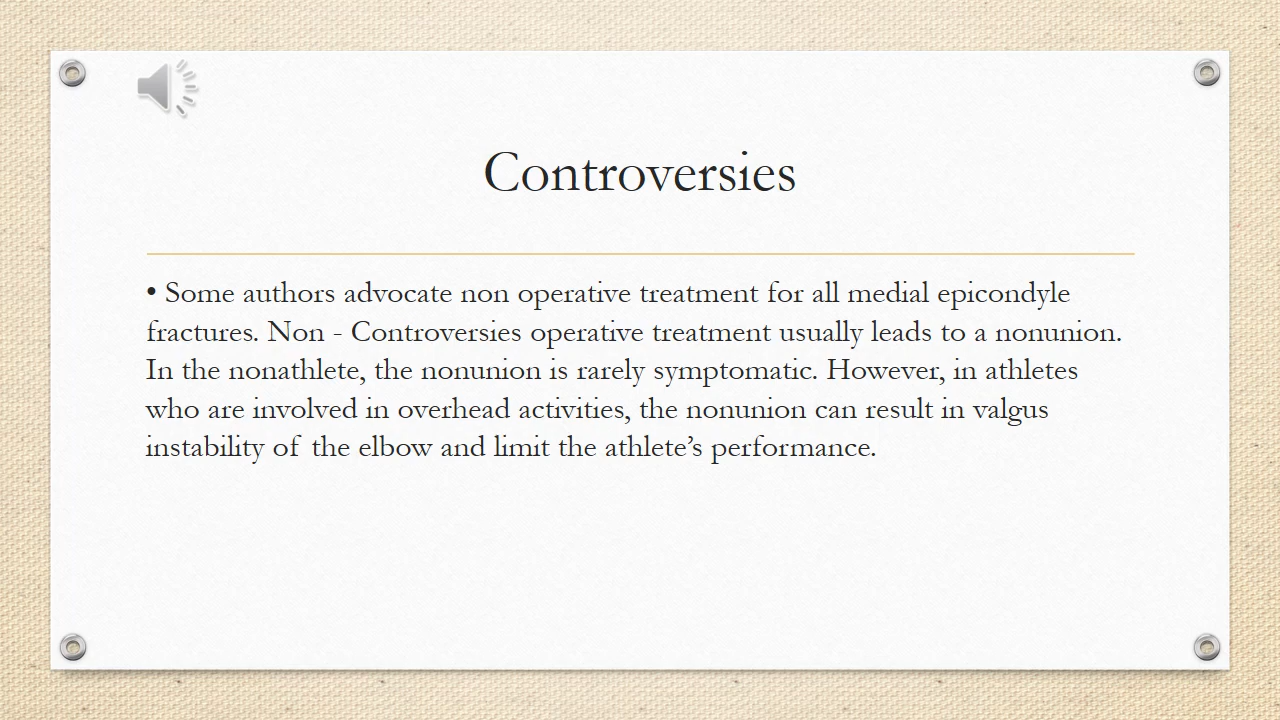 Controversies
• Some authors advocate non operative treatment for all medial epicondyle
fractures. Non - Controversies operative treatment usually leads to a nonunion.
In the nonathlete, the nonunion is rarely symptomatic. However, in athletes
who are involved in overhead activities, the nonunion can result in valgus
instability of the elbow and limit the athlete’s performance.